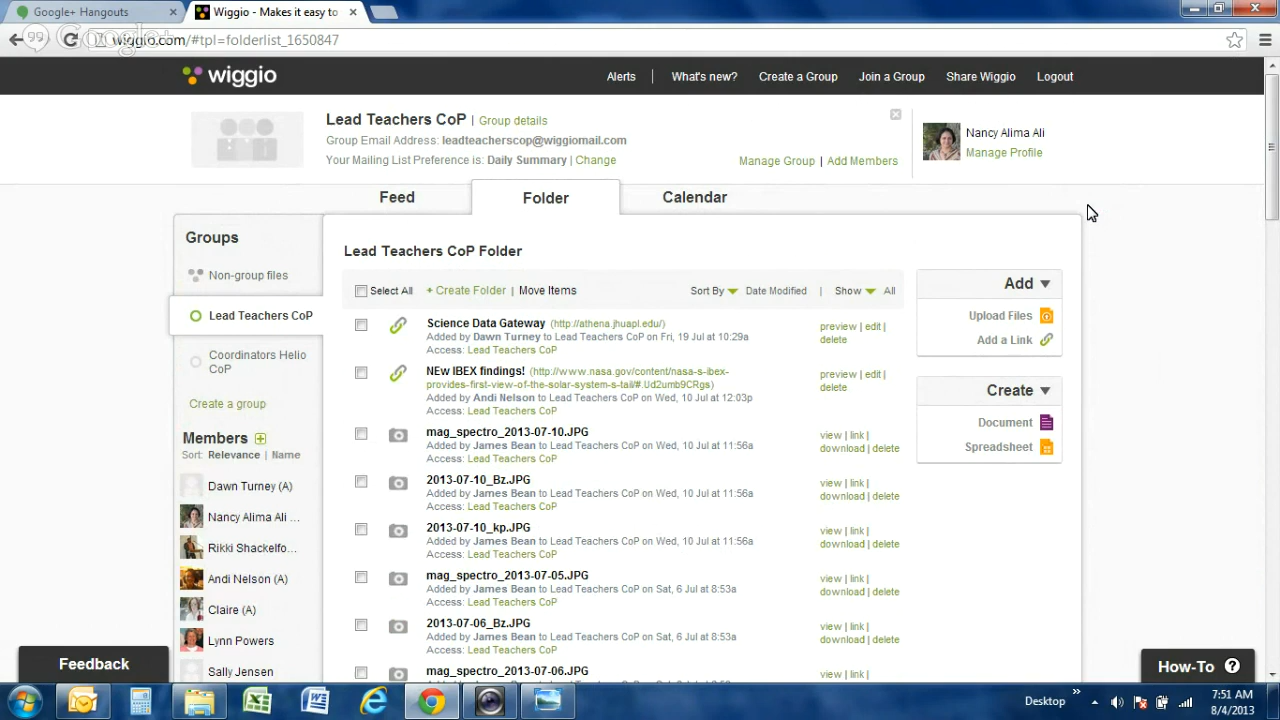 Google+ Hangouts
Wiggio - Makes it easy to
Google+
wiggio.com/#tpl=folderlist_1650847
wiggio
Alerts | What's new? Create a Group Join a Group Share Wiggio Logout
Lead Teachers CoP | Group details
Group Email Address: leadteacherscop@wiggiomail.com
Your Mailing List Preference is: Daily Summary | Change
Manage Group | Add Members
Nancy Alima Ali
Manage Profile
Feed Folder Calendar
Groups
Non-group files
Lead Teachers CoP
Coordinators Helio
CoP
Create a group
Members
Sort: Relevance | Name
Dawn Turney (A)
Nancy Alima Ali ...
Rikki Shackelfo...
Andi Nelson (A)
Claire (A)
Lynn Powers
Sally Jensen
Lead Teachers CoP Folder
Select All + Create Folder | Move Items Sort By Date Modified | Show All
Science Data Gateway (http://athena.jhuapl.edu/)
Added by Dawn Turney to Lead Teachers CoP on Fri, 19 Jul at 10:29a
Access: Lead Teachers CoP
preview | edit |
delete
NEw IBEX findings! (http://www.nasa.gov/content/nasa-s-ibex-
provides-first-view-of-the-solar-system-s-tail/#.Ud2umb9CRgs)
Added by Andi Nelson to Lead Teachers CoP on Wed, 10 Jul at 12:03p
Access: Lead Teachers CoP
preview | edit |
delete
mag_spectro_2013-07-10.JPG
Added by James Bean to Lead Teachers CoP on Wed, 10 Jul at 11:56a
Access: Lead Teachers CoP
view | link |
download | delete
2013-07-10_Bz.JPG
Added by James Bean to Lead Teachers CoP on Wed, 10 Jul at 11:56a
Access: Lead Teachers CoP
view | link |
download | delete
2013-07-10_kp.JPG
Added by James Bean to Lead Teachers CoP on Wed, 10 Jul at 11:56a
Access: Lead Teachers CoP
view | link |
download | delete
mag_spectro_2013-07-05.JPG
Added by James Bean to Lead Teachers CoP on Sat, 6 Jul at 8:53a
Access: Lead Teachers CoP
view | link |
download | delete
2013-07-06_Bz.JPG
Added by James Bean to Lead Teachers CoP on Sat, 6 Jul at 8:53a
Access: Lead Teachers CoP
view | link |
download | delete
mag_spectro_2013-07-06.JPG
view | link |
Add
Upload Files
Add a Link
Create
Document
Spreadsheet
Feedback
How-To ?
Desktop
7:51 AM
8/4/2013